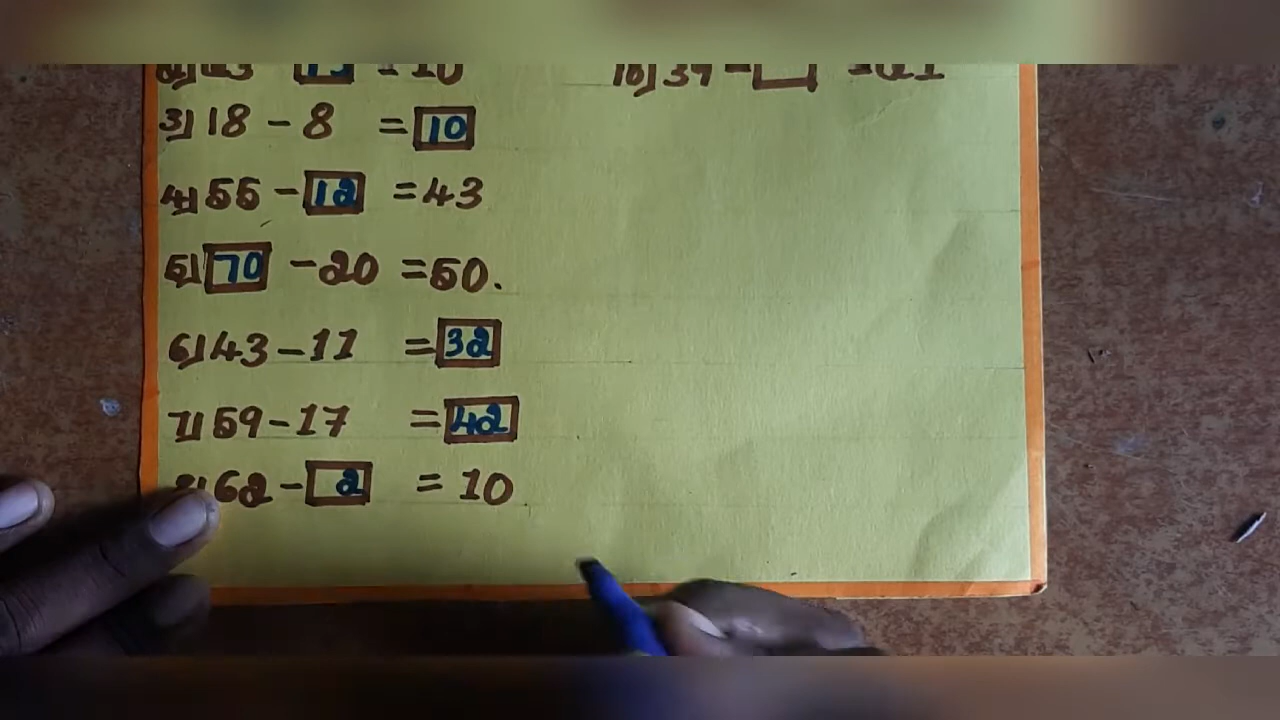 3) 18 - 8 = 10
4) 55 - 12 = 43
5) 70 - 20 = 50.
6) 43 - 11 = 32
7) 59 - 17 = 42
62 - 2 = 10